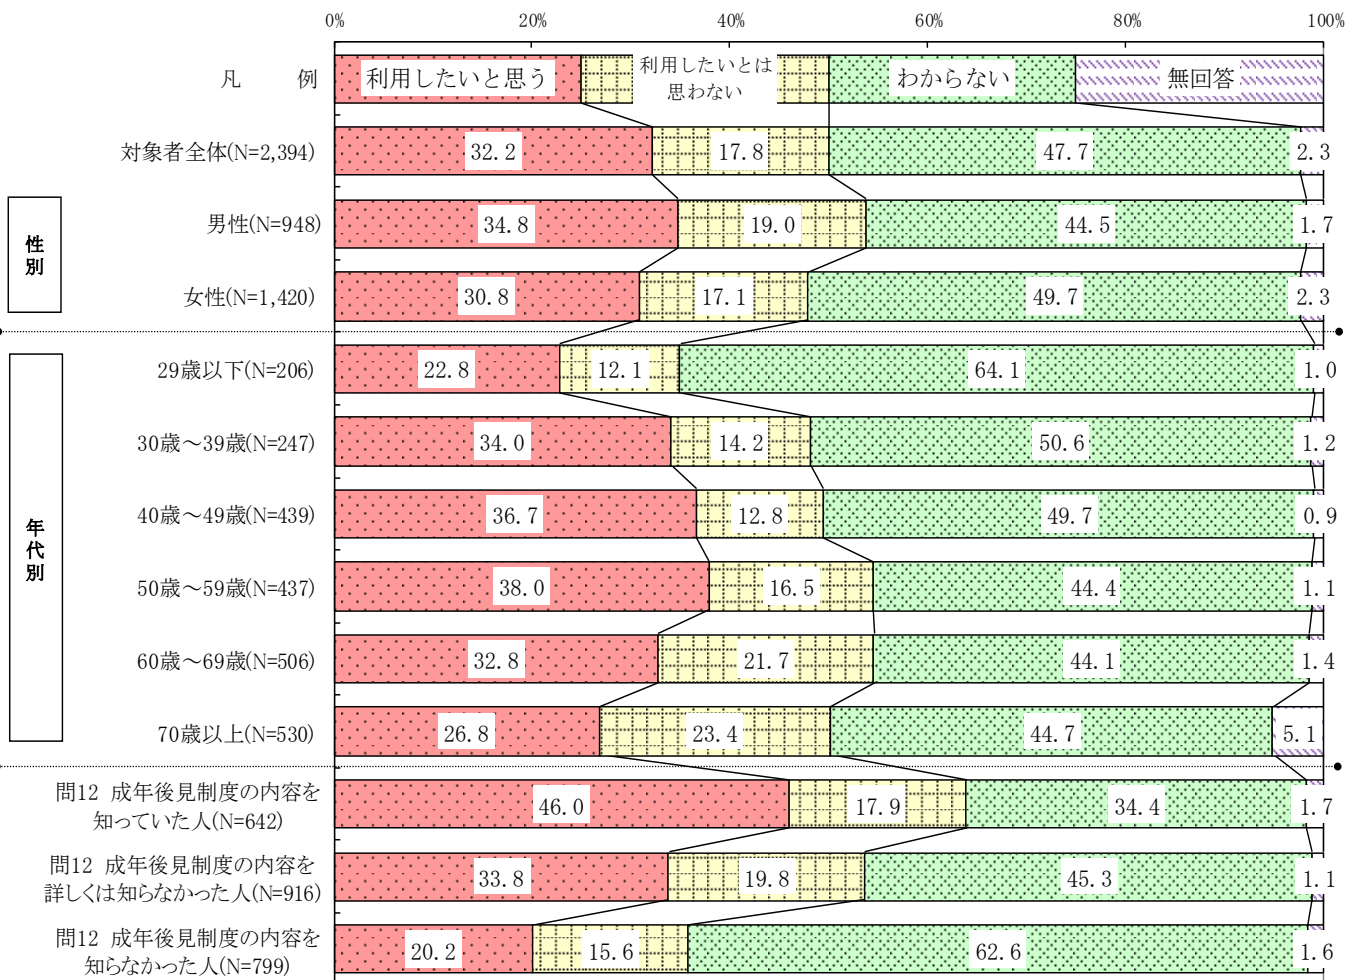 0% 20% 40% 60% 80% 100%
凡 例 利用したいと思う 利用したいとは わからない 無回答
思わない
対象者全体(N=2,394) 32.2 17.8 47.7 2.3
性別
男性(N=948) 34.8 19.0 44.5 1.7
女性(N=1,420) 30.8 17.1 49.7 2.3
年代別
29歳以下(N=206) 22.8 12.1 64.1 1.0
30歳～39歳(N=247) 34.0 14.2 50.6 1.2
40歳～49歳(N=439) 36.7 12.8 49.7 0.9
50歳～59歳(N=437) 38.0 16.5 44.4 1.1
60歳～69歳(N=506) 32.8 21.7 44.1 1.4
70歳以上(N=530) 26.8 23.4 44.7 5.1
問12 成年後見制度の内容を
知っていた人(N=642) 46.0 17.9 34.4 1.7
問12 成年後見制度の内容を
詳しくは知らなかった人(N=916) 33.8 19.8 45.3 1.1
問12 成年後見制度の内容を
知らなかった人(N=799) 20.2 15.6 62.6 1.6